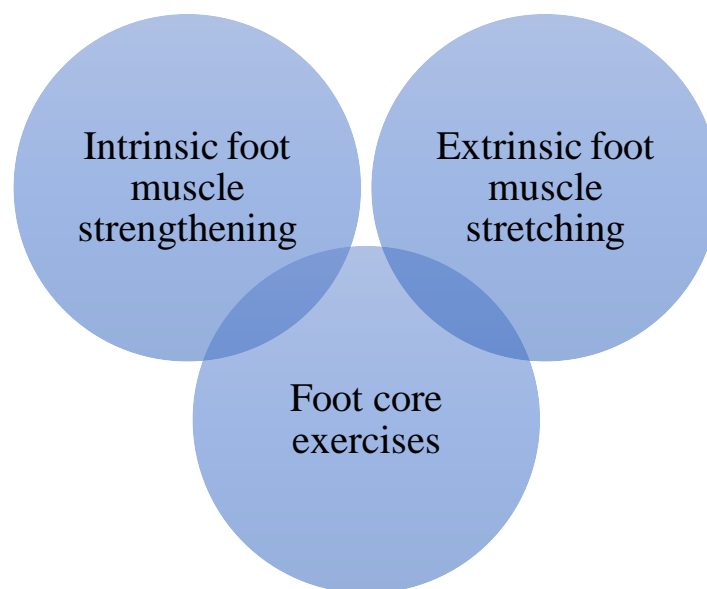 Intrinsic foot
muscle
strengthening
Extrinsic foot
muscle
stretching
Foot core
exercises